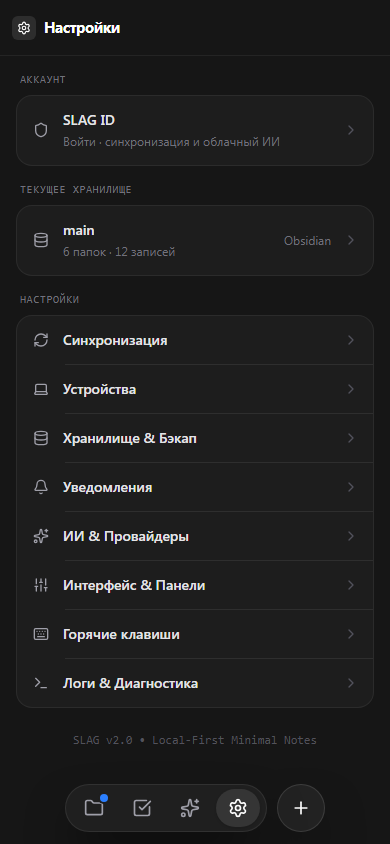 Настройки
АККАУНТ
SLAG ID
Войти · синхронизация и облачный ИИ
ТЕКУЩЕЕ ХРАНИЛИЩЕ
main
6 папок · 12 записей
Obsidian
НАСТРОЙКИ
Синхронизация
Устройства
Хранилище & Бэкап
Уведомления
ИИ & Провайдеры
Интерфейс & Панели
Горячие клавиши
Логи & Диагностика
SLAG v2.0 • Local-First Minimal Notes